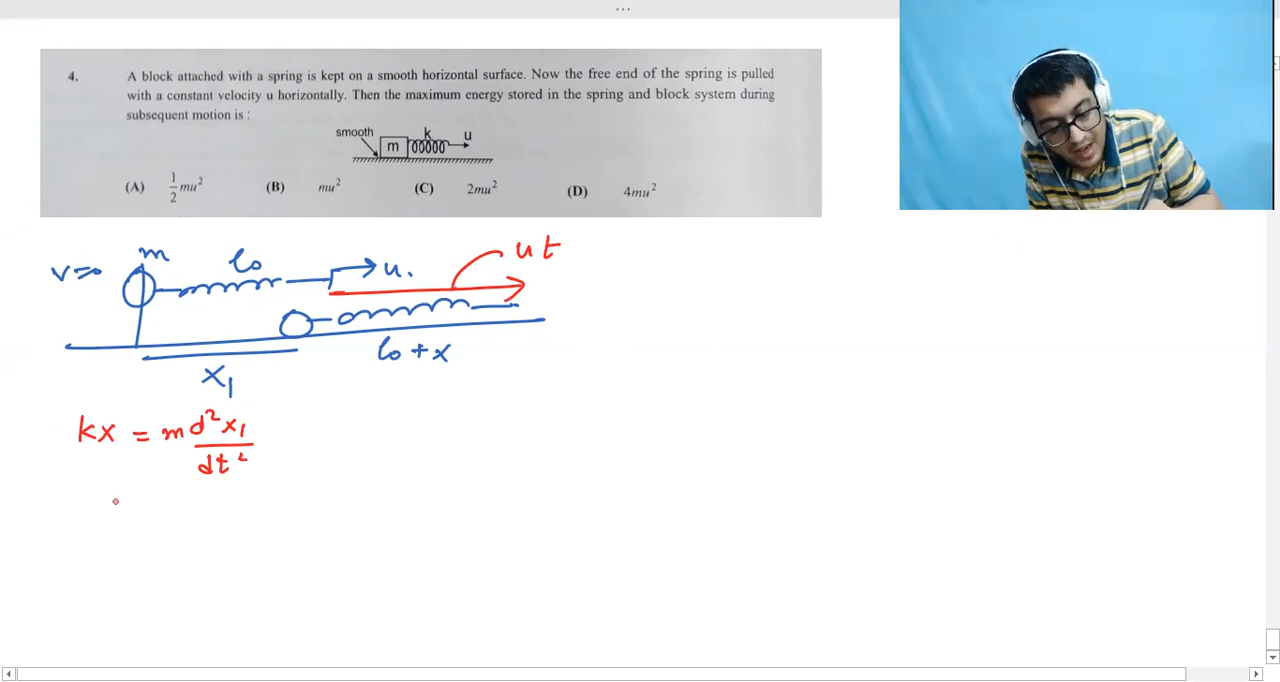 4. A block attached with a spring is kept on a smooth horizontal surface. Now the free end of the spring is pulled
with a constant velocity u horizontally. Then the maximum energy stored in the spring and block system during
subsequent motion is :
smooth k u
m
(A) 1/2 mu² (B) mu² (C) 2mu² (D) 4mu²
m l₀ u t
v=0 u.
l₀ + x
x₁
kx = m d²x₁/dt²